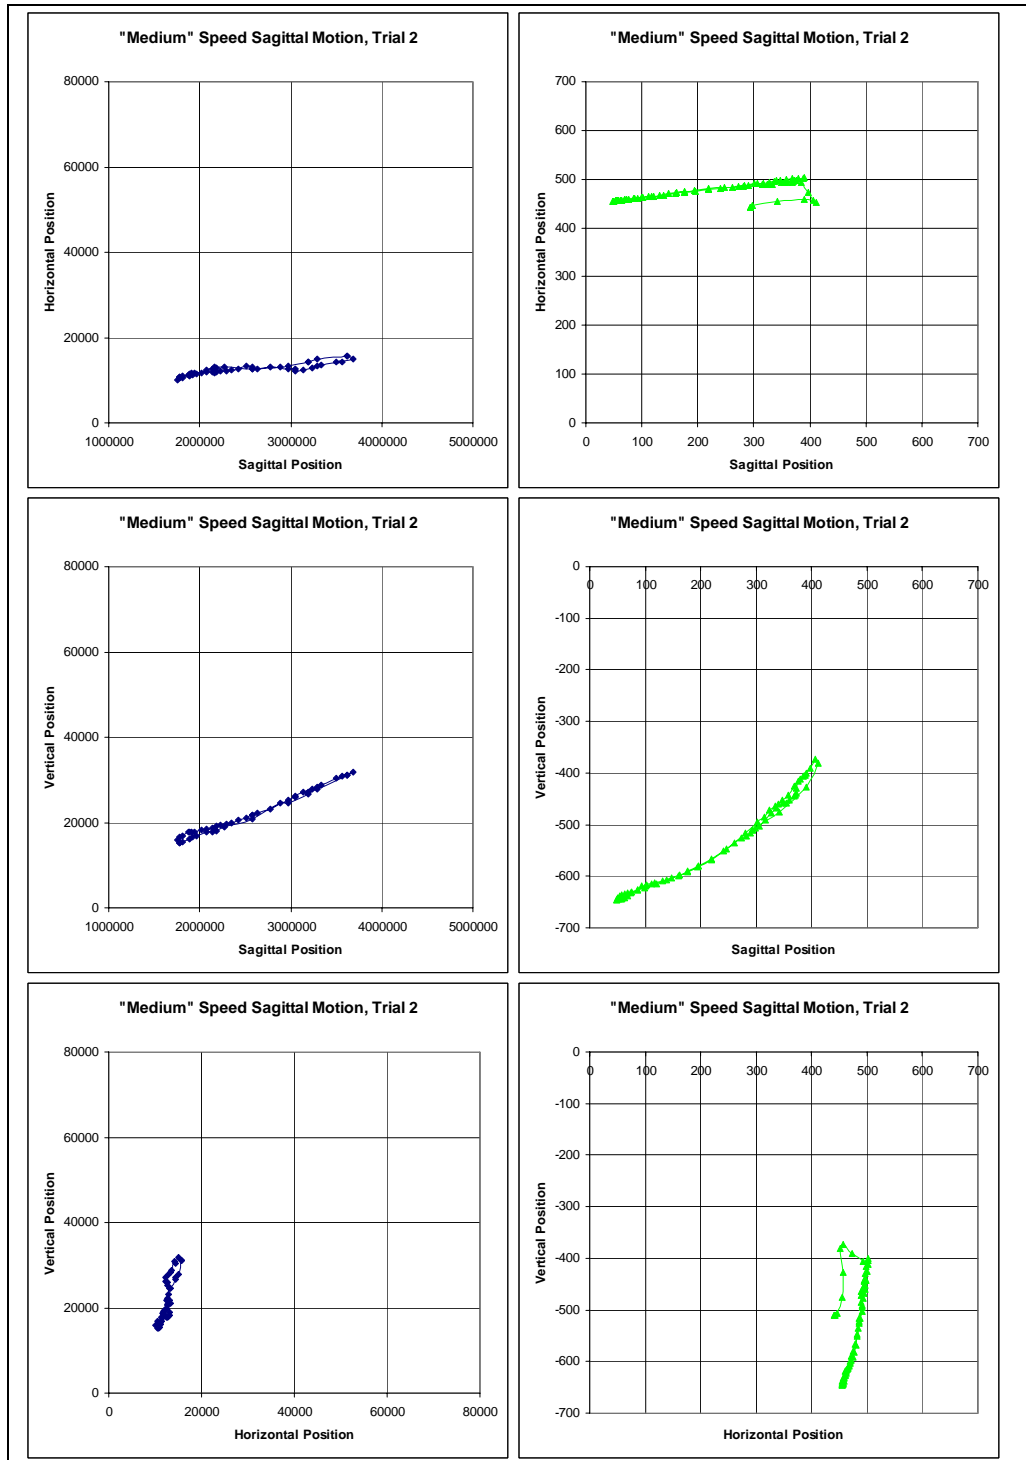 "Medium" Speed Sagittal Motion, Trial 2
80000
60000
40000
20000
0
1000000 2000000 3000000 4000000 5000000
Horizontal Position
Sagittal Position
"Medium" Speed Sagittal Motion, Trial 2
700
600
500
400
300
200
100
0
0 100 200 300 400 500 600 700
Horizontal Position
Sagittal Position
"Medium" Speed Sagittal Motion, Trial 2
80000
60000
40000
20000
0
1000000 2000000 3000000 4000000 5000000
Vertical Position
Sagittal Position
"Medium" Speed Sagittal Motion, Trial 2
0
0 100 200 300 400 500 600 700
-100
-200
-300
-400
-500
-600
-700
Vertical Position
Sagittal Position
"Medium" Speed Sagittal Motion, Trial 2
80000
60000
40000
20000
0
0 20000 40000 60000 80000
Vertical Position
Horizontal Position
"Medium" Speed Sagittal Motion, Trial 2
0
0 100 200 300 400 500 600 700
-100
-200
-300
-400
-500
-600
-700
Vertical Position
Horizontal Position